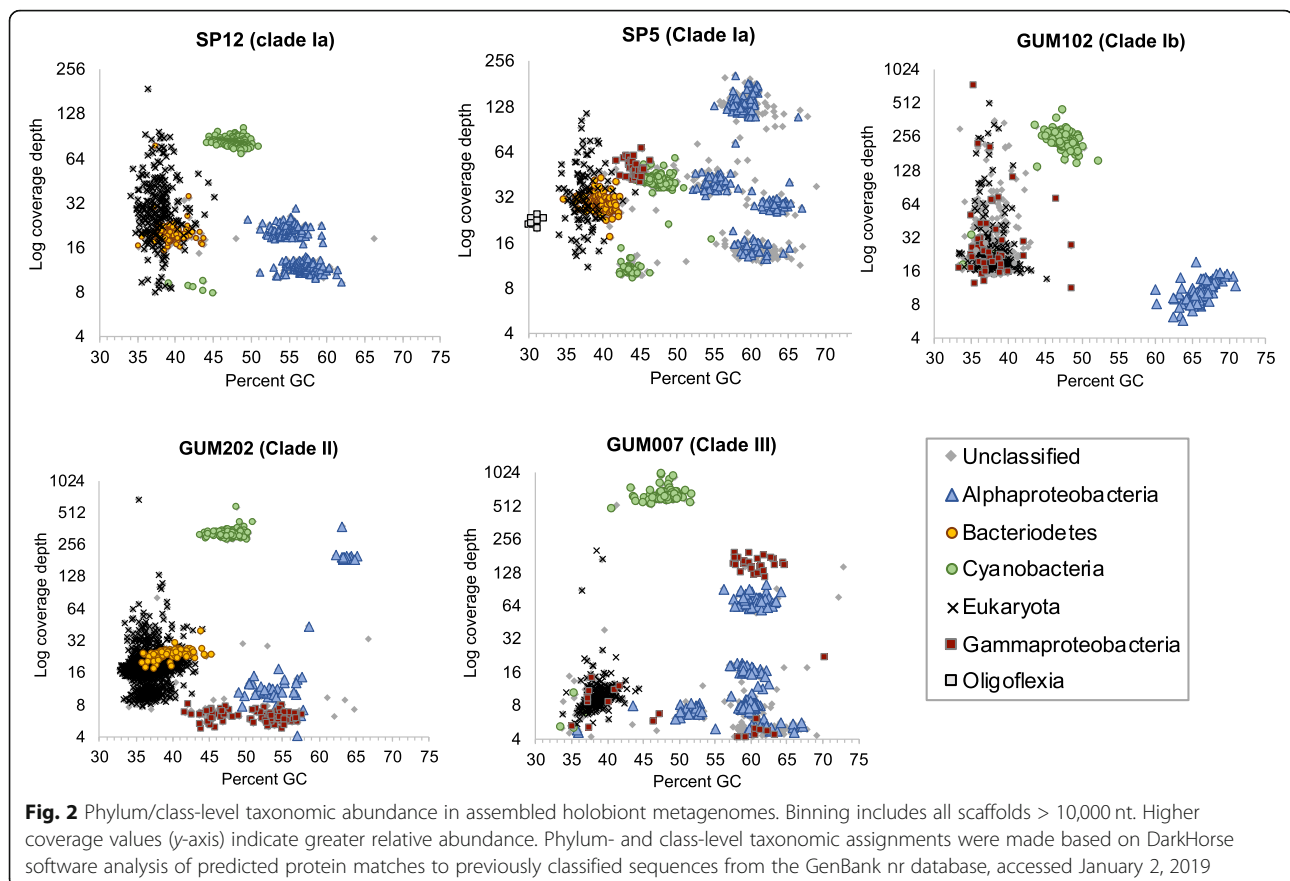 SP12 (clade Ia)
256
128
64
32
16
8
4
Log coverage depth
30 35 40 45 50 55 60 65 70 75
Percent GC
SP5 (Clade Ia)
256
128
64
32
16
8
4
Log coverage depth
30 35 40 45 50 55 60 65 70
Percent GC
GUM102 (Clade Ib)
1024
512
256
128
64
32
16
8
4
Log coverage depth
30 35 40 45 50 55 60 65 70 75
Percent GC
GUM202 (Clade II)
1024
512
256
128
64
32
16
8
4
Log coverage depth
30 35 40 45 50 55 60 65 70 75
Percent GC
GUM007 (Clade III)
1024
512
256
128
64
32
16
8
4
Log coverage depth
30 35 40 45 50 55 60 65 70 75
Percent GC
Unclassified
Alphaproteobacteria
Bacteriodetes
Cyanobacteria
Eukaryota
Gammaproteobacteria
Oligoflexia
Fig. 2 Phylum/class-level taxonomic abundance in assembled holobiont metagenomes. Binning includes all scaffolds > 10,000 nt. Higher
coverage values (y-axis) indicate greater relative abundance. Phylum- and class-level taxonomic assignments were made based on DarkHorse
software analysis of predicted protein matches to previously classified sequences from the GenBank nr database, accessed January 2, 2019